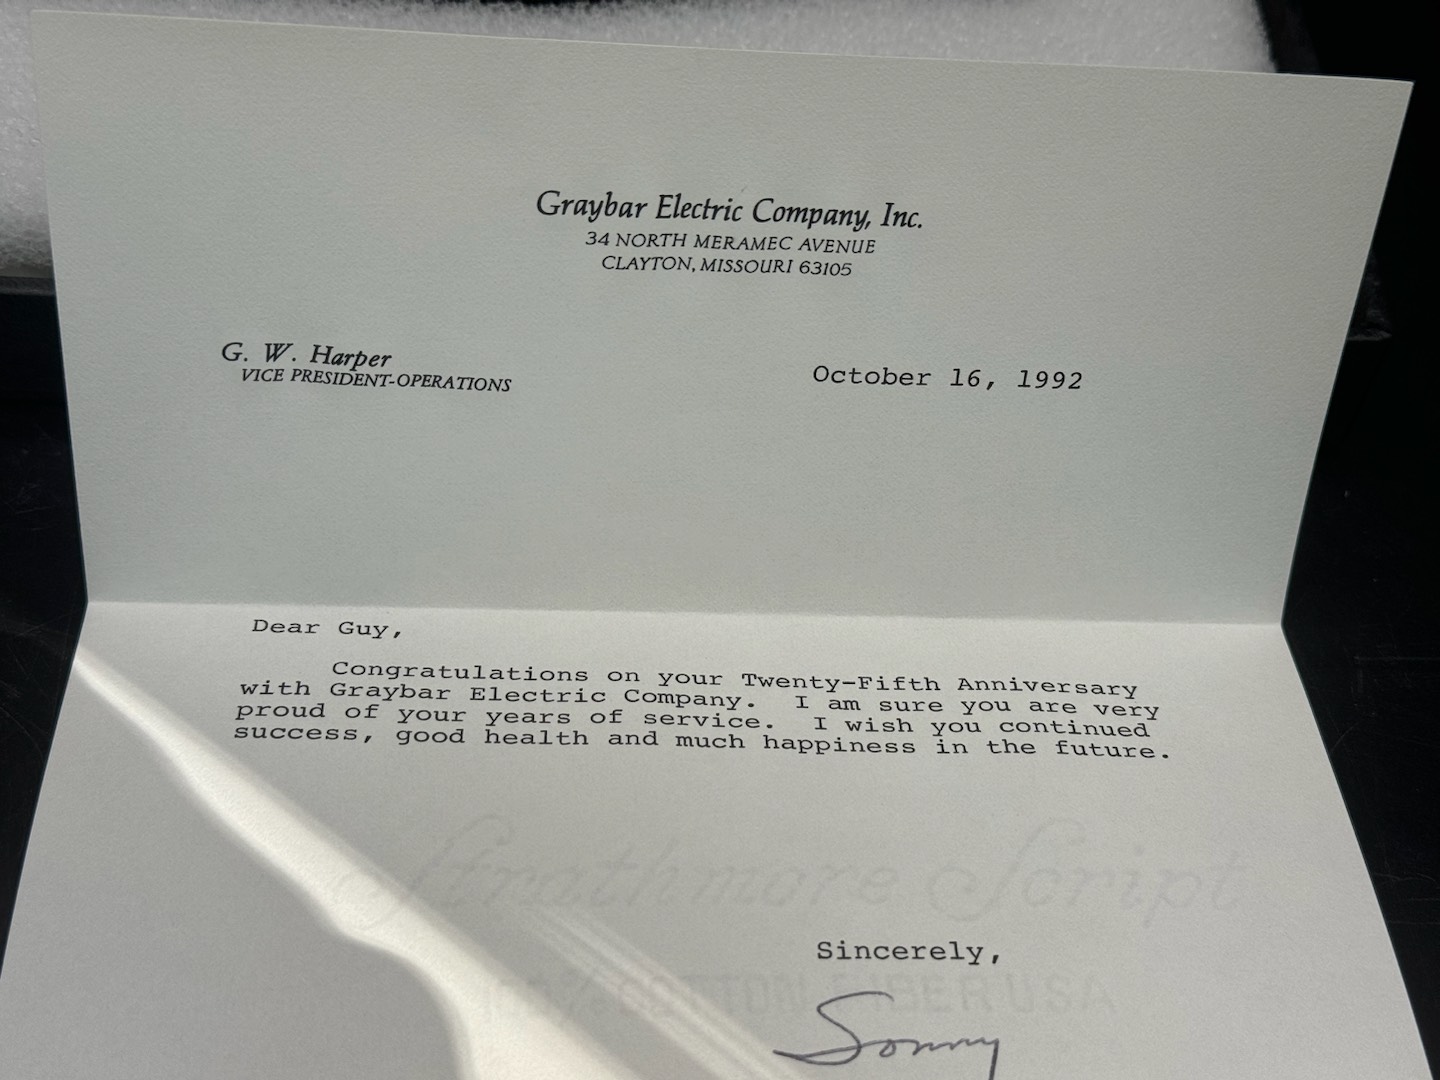 Graybar Electric Company, Inc.
34 NORTH MERAMEC AVENUE
CLAYTON, MISSOURI 63105
G. W. Harper
VICE PRESIDENT-OPERATIONS
October 16, 1992
Dear Guy,
Congratulations on your Twenty-Fifth Anniversary
with Graybar Electric Company. I am sure you are very
proud of your years of service. I wish you continued
success, good health and much happiness in the future.
Strathmore Script
Sincerely,
COTTON FIBER USA
Sonny